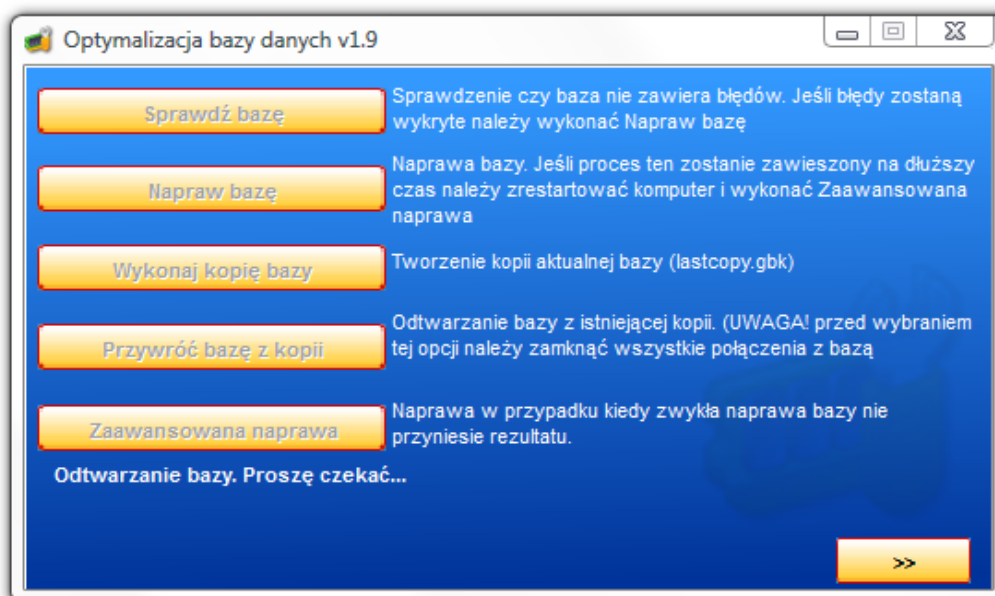 Optymalizacja bazy danych v1.9
Sprawdź bazę
Sprawdzenie czy baza nie zawiera błędów. Jeśli błędy zostaną
wykryte należy wykonać Napraw bazę
Napraw bazę
Naprawa bazy. Jeśli proces ten zostanie zawieszony na dłuższy
czas należy zrestartować komputer i wykonać Zaawansowana
naprawa
Wykonaj kopię bazy
Tworzenie kopii aktualnej bazy (lastcopy.gbk)
Przywróć bazę z kopii
Odtwarzanie bazy z istniejącej kopii. (UWAGA! przed wybraniem
tej opcji należy zamknąć wszystkie połączenia z bazą
Zaawansowana naprawa
Naprawa w przypadku kiedy zwykła naprawa bazy nie
przyniesie rezultatu.
Odtwarzanie bazy. Proszę czekać...
>>